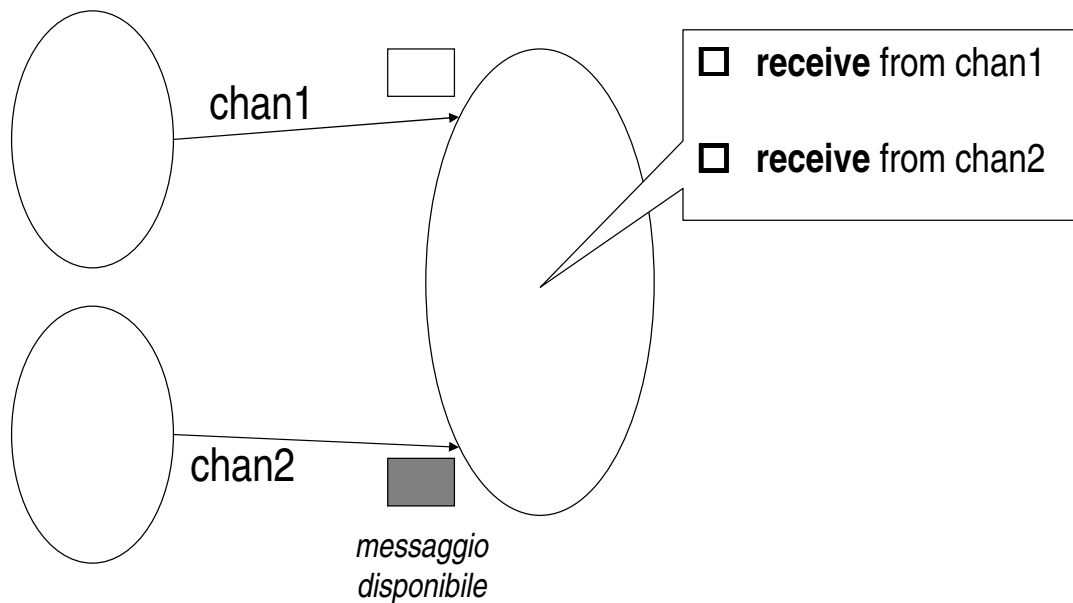 chan1
receive from chan1
receive from chan2
chan2
messaggio
disponibile